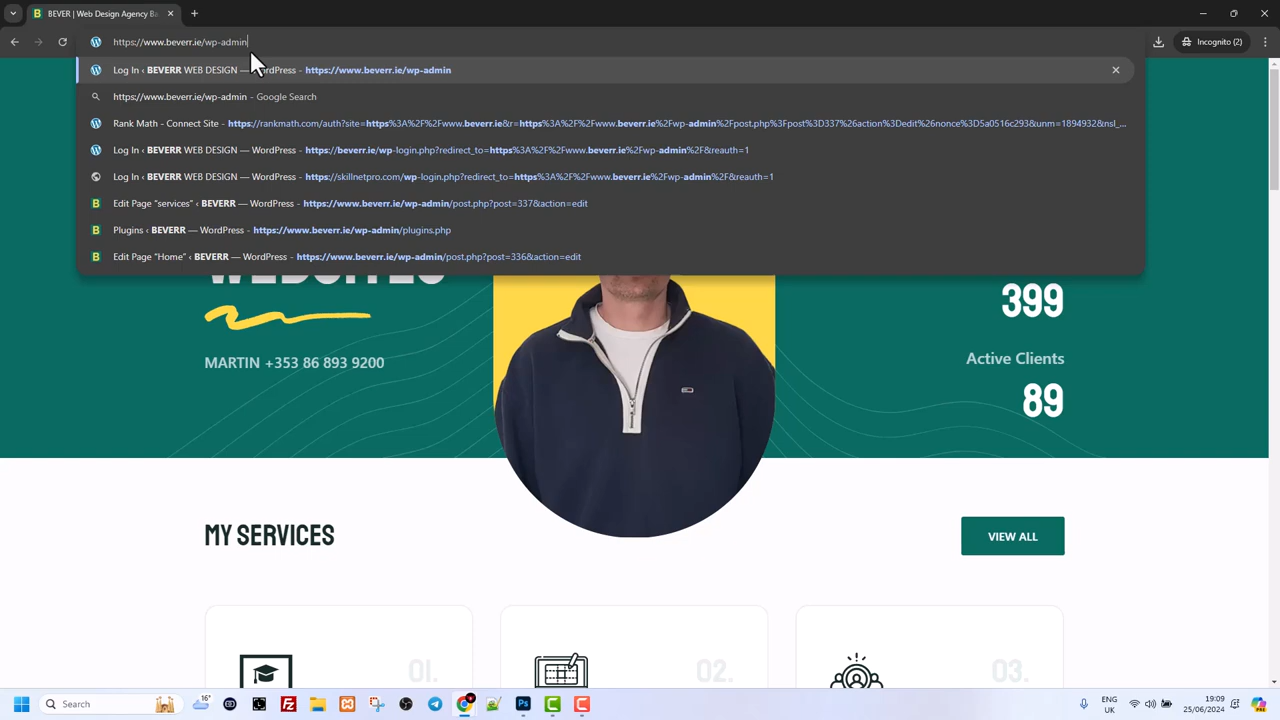 BEVER | Web Design Agency Ba
Incognito (2)
https://www.beverr.ie/wp-admin
Log In ‹ BEVERR WEB DESIGN — WordPress - https://www.beverr.ie/wp-admin
https://www.beverr.ie/wp-admin - Google Search
Rank Math - Connect Site - https://rankmath.com/auth?site=https%3A%2F%2Fwww.beverr.ie&r=https%3A%2F%2Fwww.beverr.ie%2Fwp-admin%2Fpost.php%3Fpost%3D337%26action%3Dedit%26nonce%3D5a0516c293&unm=1894932&nsl_...
Log In ‹ BEVERR WEB DESIGN — WordPress - https://beverr.ie/wp-login.php?redirect_to=https%3A%2F%2Fwww.beverr.ie%2Fwp-admin%2F&reauth=1
Log In ‹ BEVERR WEB DESIGN — WordPress - https://skillnetpro.com/wp-login.php?redirect_to=https%3A%2F%2Fwww.beverr.ie%2Fwp-admin%2F&reauth=1
Edit Page "services" ‹ BEVERR — WordPress - https://www.beverr.ie/wp-admin/post.php?post=337&action=edit
Plugins ‹ BEVERR — WordPress - https://www.beverr.ie/wp-admin/plugins.php
Edit Page "Home" ‹ BEVERR — WordPress - https://www.beverr.ie/wp-admin/post.php?post=336&action=edit
WEBSITES
MARTIN +353 86 893 9200
399
Active Clients
89
MY SERVICES
VIEW ALL
01.
02.
03.
Search
16°
ENG
UK
19:09
25/06/2024